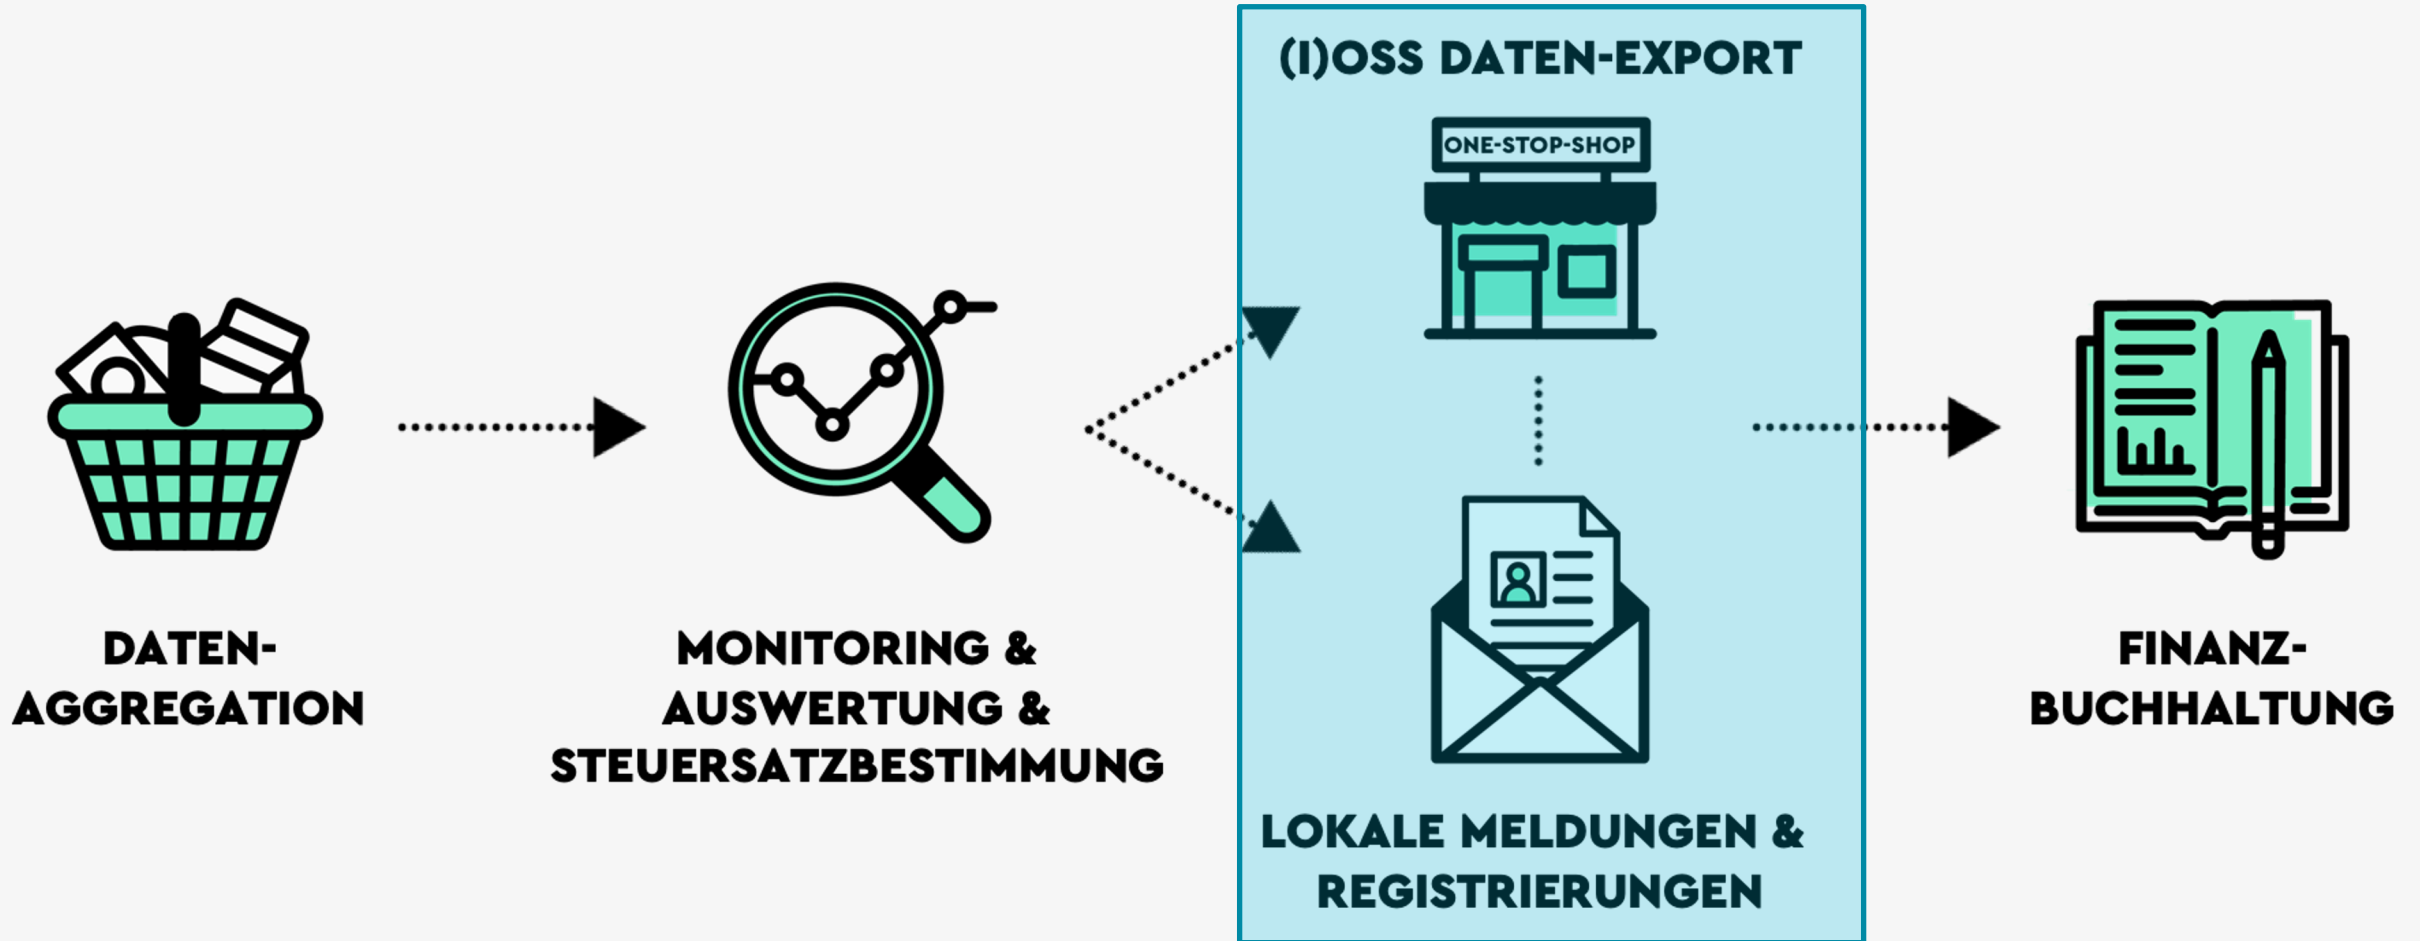 DATEN-
AGGREGATION
MONITORING &
AUSWERTUNG &
STEUERSATZBESTIMMUNG
(I)OSS DATEN-EXPORT
ONE-STOP-SHOP
LOKALE MELDUNGEN &
REGISTRIERUNGEN
FINANZ-
BUCHHALTUNG